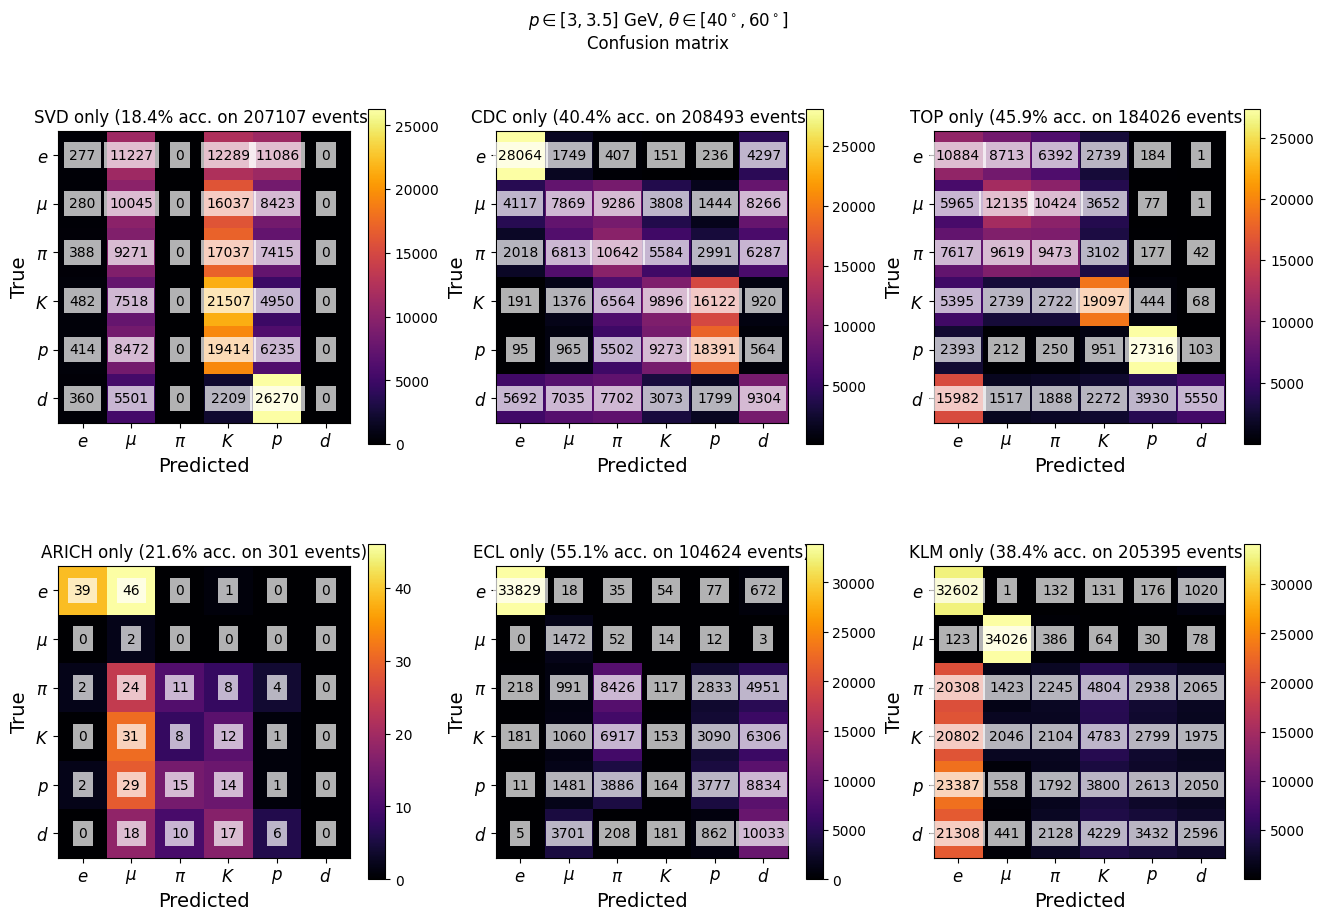 p ∈ [3, 3.5] GeV, θ ∈ [40°, 60°]
Confusion matrix
SVD only (18.4% acc. on 207107 events
e 277 11227 0 12289 11086 0
μ 280 10045 0 16037 8423 0
π 388 9271 0 17037 7415 0
K 482 7518 0 21507 4950 0
p 414 8472 0 19414 6235 0
d 360 5501 0 2209 26270 0
e μ π K p d
Predicted
True
25000
20000
15000
10000
5000
0
CDC only (40.4% acc. on 208493 events
e 28064 1749 407 151 236 4297
μ 4117 7869 9286 3808 1444 8266
π 2018 6813 10642 5584 2991 6287
K 191 1376 6564 9896 16122 920
p 95 965 5502 9273 18391 564
d 5692 7035 7702 3073 1799 9304
e μ π K p d
Predicted
True
25000
20000
15000
10000
5000
TOP only (45.9% acc. on 184026 events
e 10884 8713 6392 2739 184 1
μ 5965 12135 10424 3652 77 1
π 7617 9619 9473 3102 177 42
K 5395 2739 2722 19097 444 68
p 2393 212 250 951 27316 103
d 15982 1517 1888 2272 3930 5550
e μ π K p d
Predicted
True
25000
20000
15000
10000
5000
ARICH only (21.6% acc. on 301 events)
e 39 46 0 1 0 0
μ 0 2 0 0 0 0
π 2 24 11 8 4 0
K 0 31 8 12 1 0
p 2 29 15 14 1 0
d 0 18 10 17 6 0
e μ π K p d
Predicted
True
40
30
20
10
0
ECL only (55.1% acc. on 104624 events)
e 33829 18 35 54 77 672
μ 0 1472 52 14 12 3
π 218 991 8426 117 2833 4951
K 181 1060 6917 153 3090 6306
p 11 1481 3886 164 3777 8834
d 5 3701 208 181 862 10033
e μ π K p d
Predicted
True
30000
25000
20000
15000
10000
5000
0
KLM only (38.4% acc. on 205395 events
e 32602 1 132 131 176 1020
μ 123 34026 386 64 30 78
π 20308 1423 2245 4804 2938 2065
K 20802 2046 2104 4783 2799 1975
p 23387 558 1792 3800 2613 2050
d 21308 441 2128 4229 3432 2596
e μ π K p d
Predicted
True
30000
25000
20000
15000
10000
5000